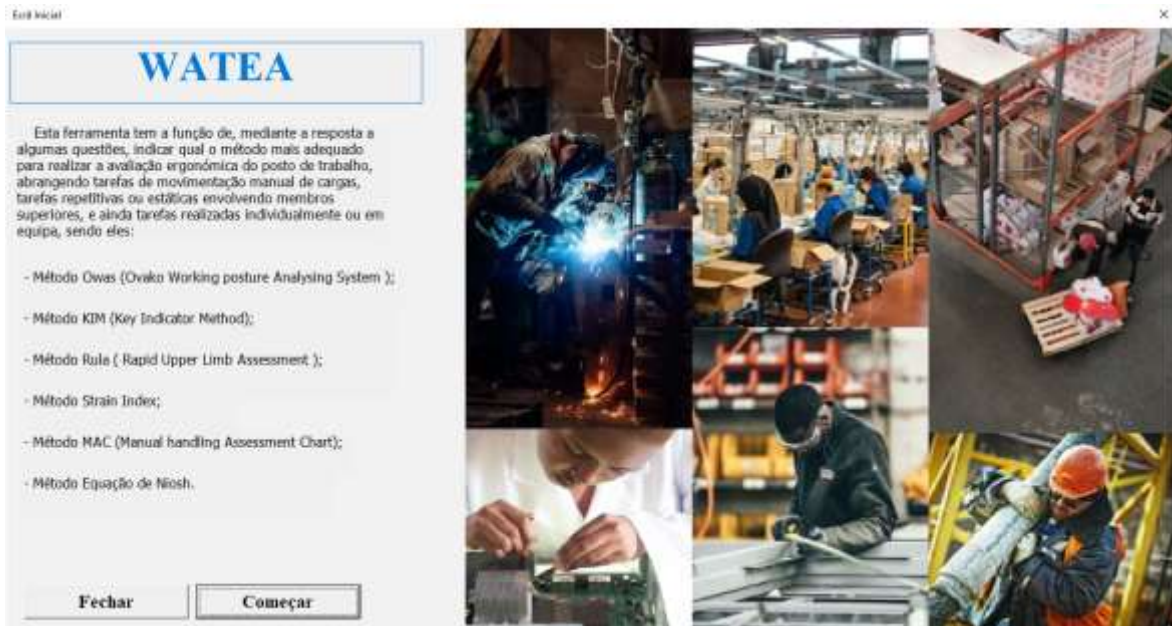 Ecrã Inicial
WATEA
Esta ferramenta tem a função de, mediante a resposta a
algumas questões, indicar qual o método mais adequado
para realizar a avaliação ergonómica do posto de trabalho,
abrangendo tarefas de movimentação manual de cargas,
tarefas repetitivas ou estáticas envolvendo membros
superiores, e ainda tarefas realizadas individualmente ou em
equipa, sendo eles:
- Método Owas (Ovako Working posture Analysing System );
- Método KIM (Key Indicator Method);
- Método Rula ( Rapid Upper Limb Assessment );
- Método Strain Index;
- Método MAC (Manual handling Assessment Chart);
- Método Equação de Niosh.
Fechar
Começar